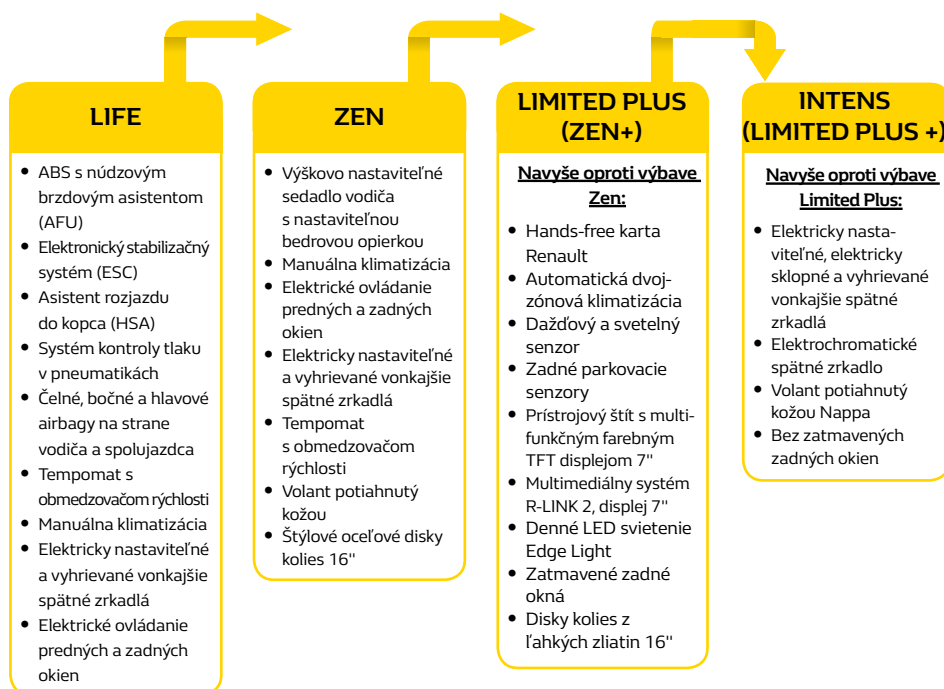 LIFE
ABS s núdzovým
brzdovým asistentom
(AFU)
Elektronický stabilizačný
systém (ESC)
Asistent rozjazdu
do kopca (HSA)
Systém kontroly tlaku
v pneumatikách
Čelné, bočné a hlavové
airbagy na strane
vodiča a spolujazdca
Tempomat s
obmedzovačom rýchlosti
Manuálna klimatizácia
Elektricky nastaviteľné
a vyhrievané vonkajšie
spätné zrkadlá
Elektrické ovládanie
predných a zadných
okien
ZEN
Výškovo nastaviteľné
sedadlo vodiča
s nastaviteľnou
bedrovou opierkou
Manuálna klimatizácia
Elektrické ovládanie
predných a zadných
okien
Elektricky nastaviteľné
a vyhrievané vonkajšie
spätné zrkadlá
Tempomat
s obmedzovačom
rýchlosti
Volant potiahnutý
kožou
Štýlové oceľové disky
kolies 16"
LIMITED PLUS
(ZEN+)
Navyše oproti výbave
Zen:
Hands-free karta
Renault
Automatická dvoj-
zónová klimatizácia
Dažďový a svetelný
senzor
Zadné parkovacie
senzory
Prístrojový štít s multi-
funkčným farebným
TFT displejom 7"
Multimediálny systém
R-LINK 2, displej 7"
Denné LED svietenie
Edge Light
Zatmavené zadné
okná
Disky kolies z
ľahkých zliatin 16"
INTENS
(LIMITED PLUS +)
Navyše oproti výbave
Limited Plus:
Elektricky nasta-
viteľné, elektricky
sklopné a vyhrievané
vonkajšie spätné
zrkadlá
Elektrochromatické
spätné zrkadlo
Volant potiahnutý
kožou Nappa
Bez zatmavených
zadných okien